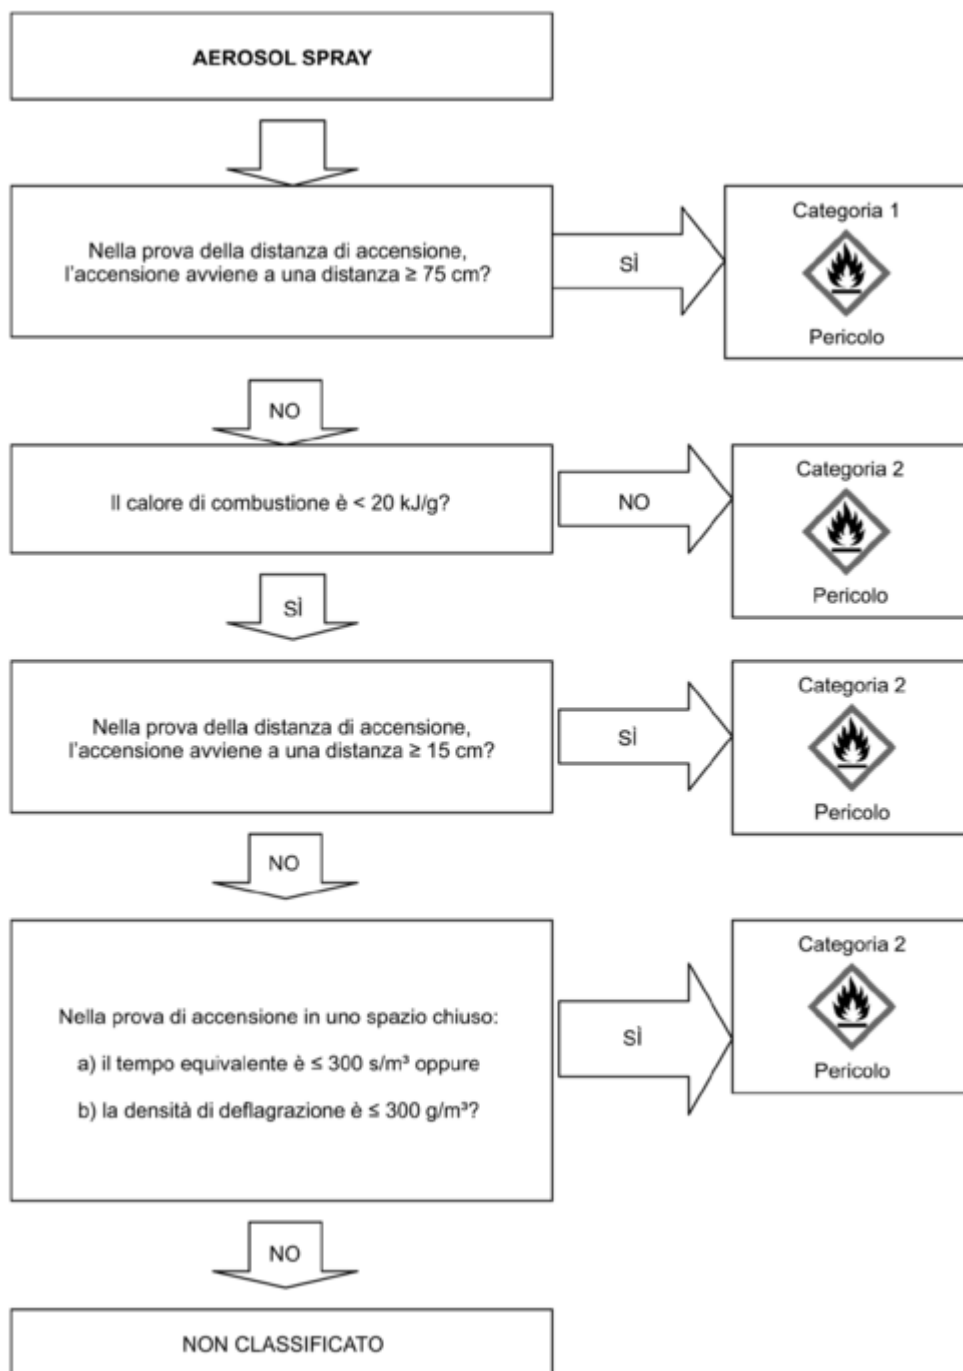 AEROSOL SPRAY
Nella prova della distanza di accensione,
l'accensione avviene a una distanza ≥ 75 cm?
SÌ
Categoria 1
Pericolo
NO
Il calore di combustione è < 20 kJ/g?
NO
Categoria 2
Pericolo
SÌ
Nella prova della distanza di accensione,
l'accensione avviene a una distanza ≥ 15 cm?
SÌ
Categoria 2
Pericolo
NO
Nella prova di accensione in uno spazio chiuso:
a) il tempo equivalente è ≤ 300 s/m³ oppure
b) la densità di deflagrazione è ≤ 300 g/m³?
SÌ
Categoria 2
Pericolo
NO
NON CLASSIFICATO